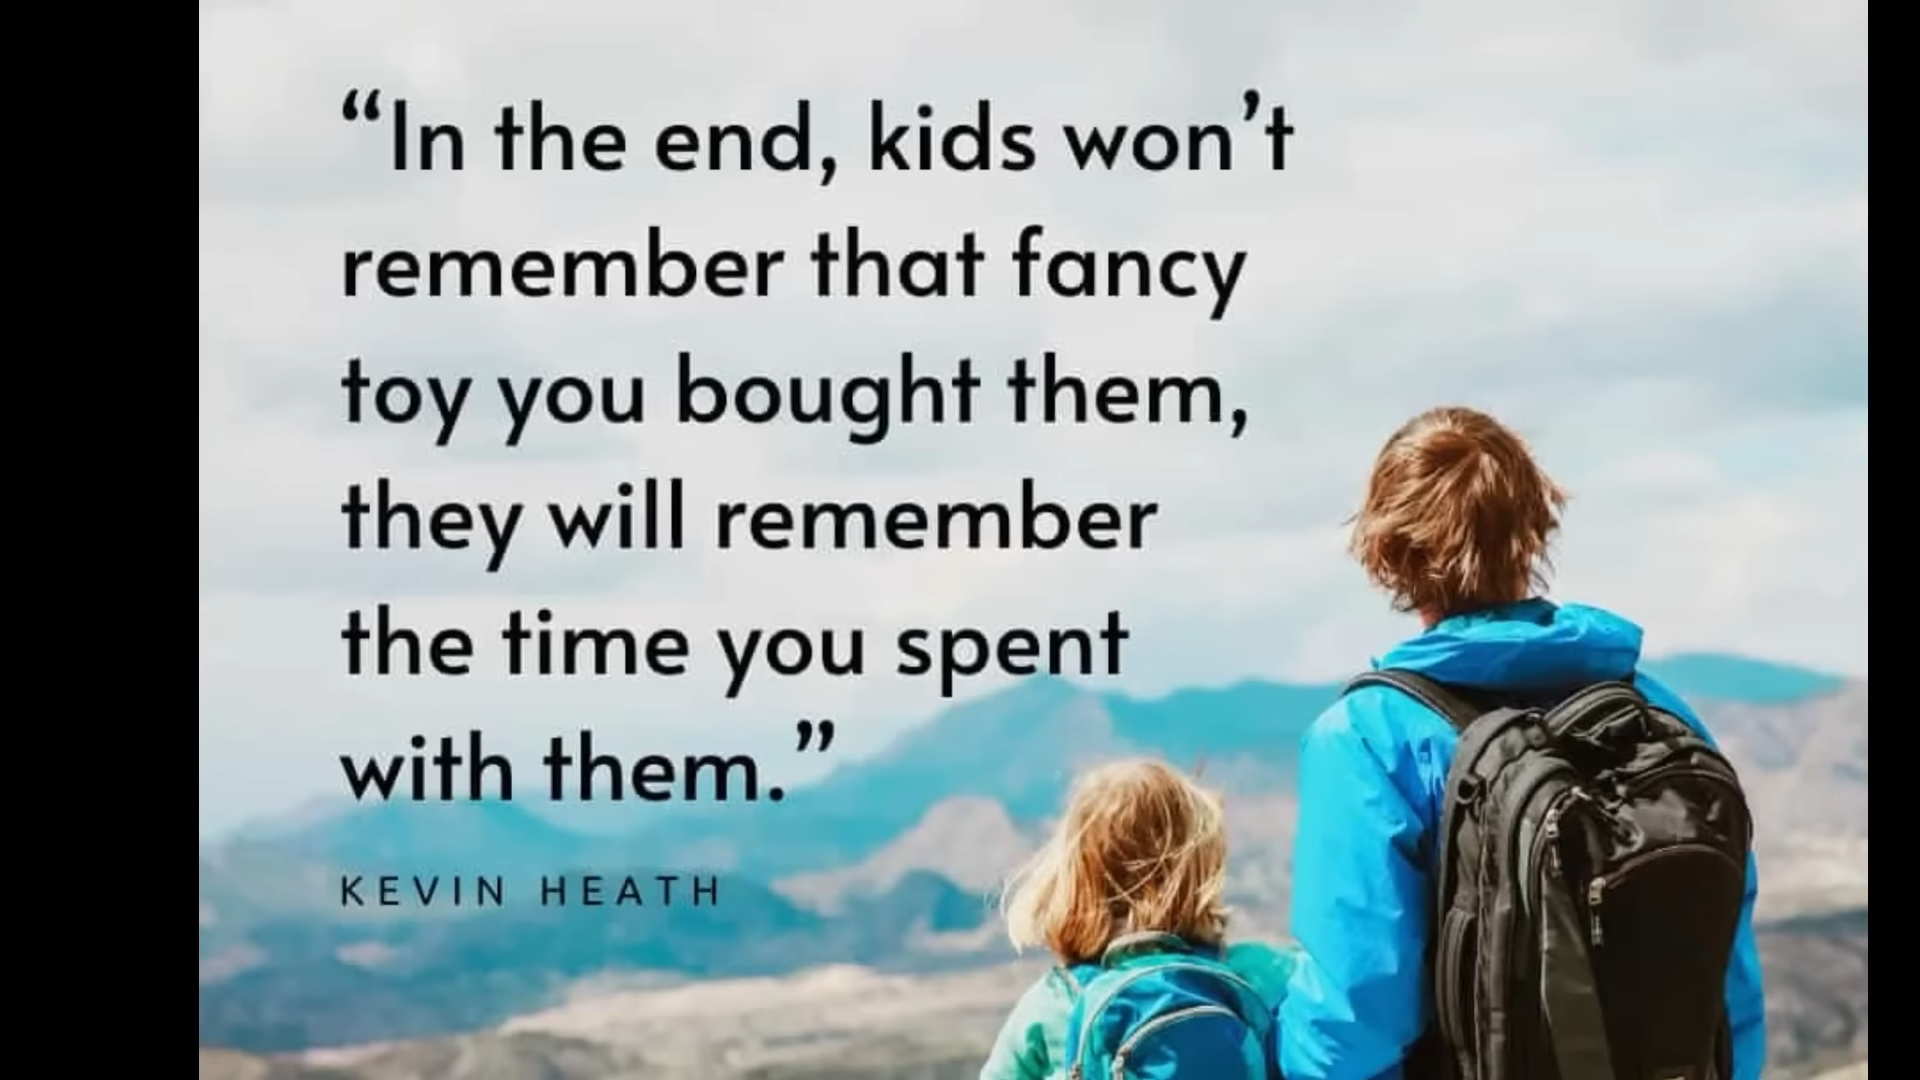 “In the end, kids won’t
remember that fancy
toy you bought them,
they will remember
the time you spent
with them.”
KEVIN HEATH